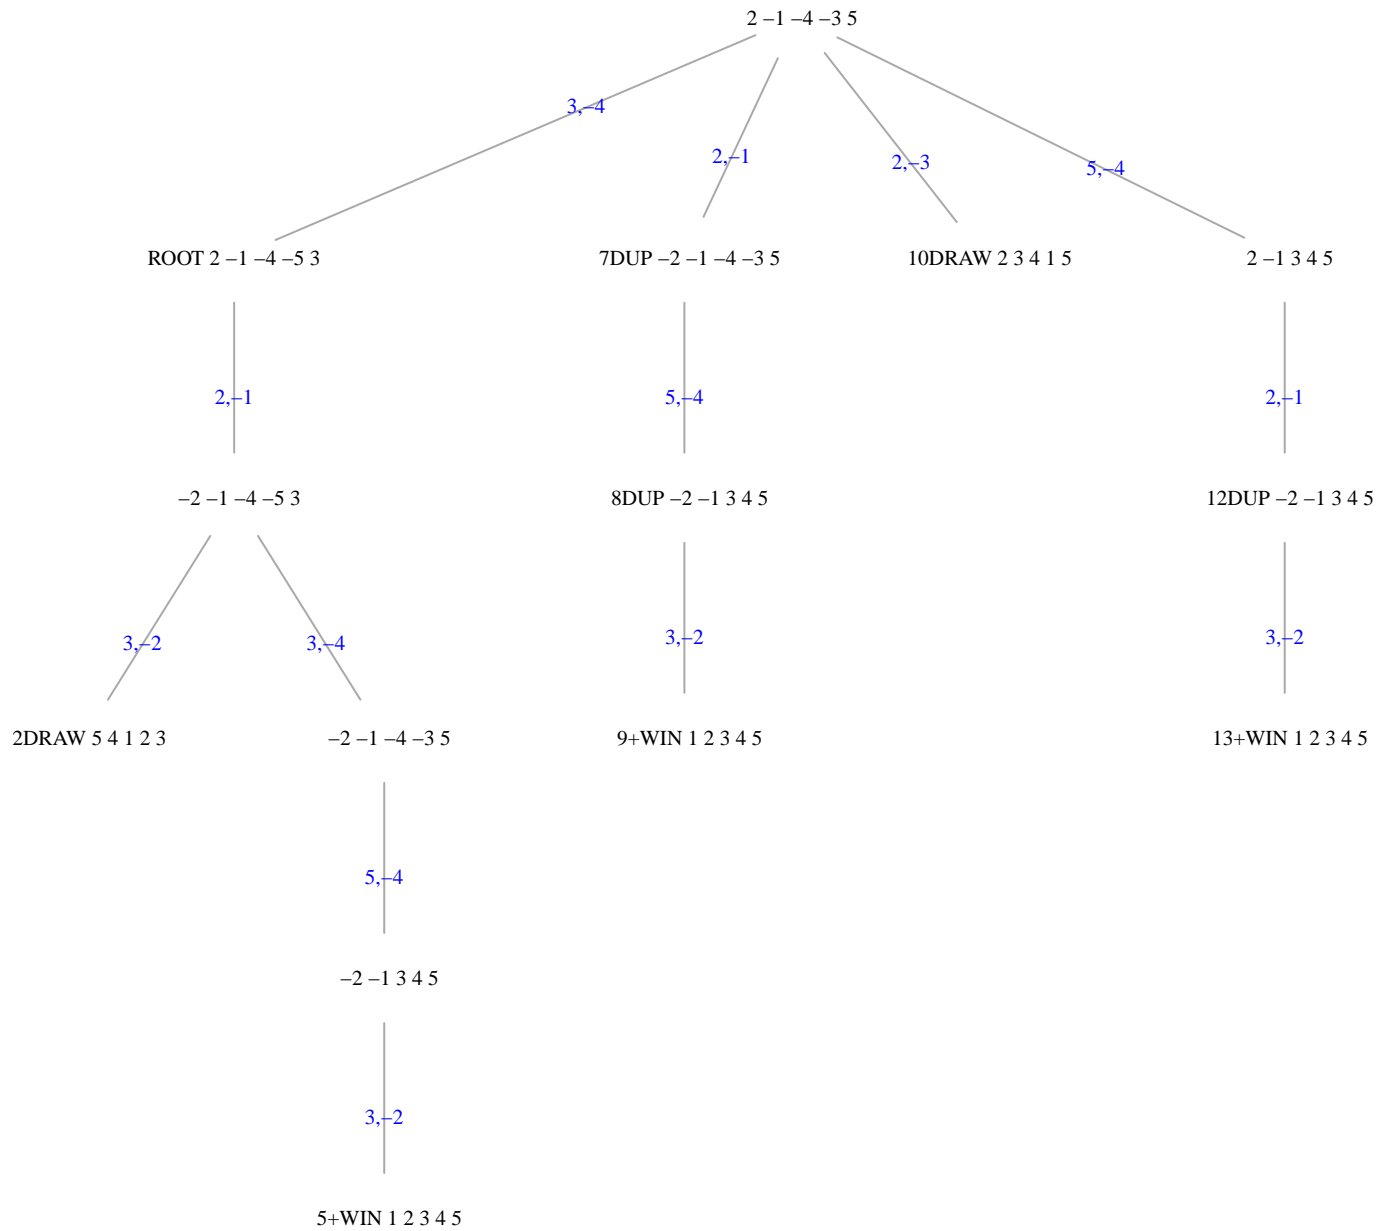 2 –1 –4 –3 5
3,–4
2,–1
2,–3
5,–4
ROOT 2 –1 –4 –5 3
7DUP –2 –1 –4 –3 5
10DRAW 2 3 4 1 5
2 –1 3 4 5
2,–1
5,–4
2,–1
–2 –1 –4 –5 3
8DUP –2 –1 3 4 5
12DUP –2 –1 3 4 5
3,–2
3,–4
3,–2
3,–2
2DRAW 5 4 1 2 3
–2 –1 –4 –3 5
9+WIN 1 2 3 4 5
13+WIN 1 2 3 4 5
5,–4
–2 –1 3 4 5
3,–2
5+WIN 1 2 3 4 5